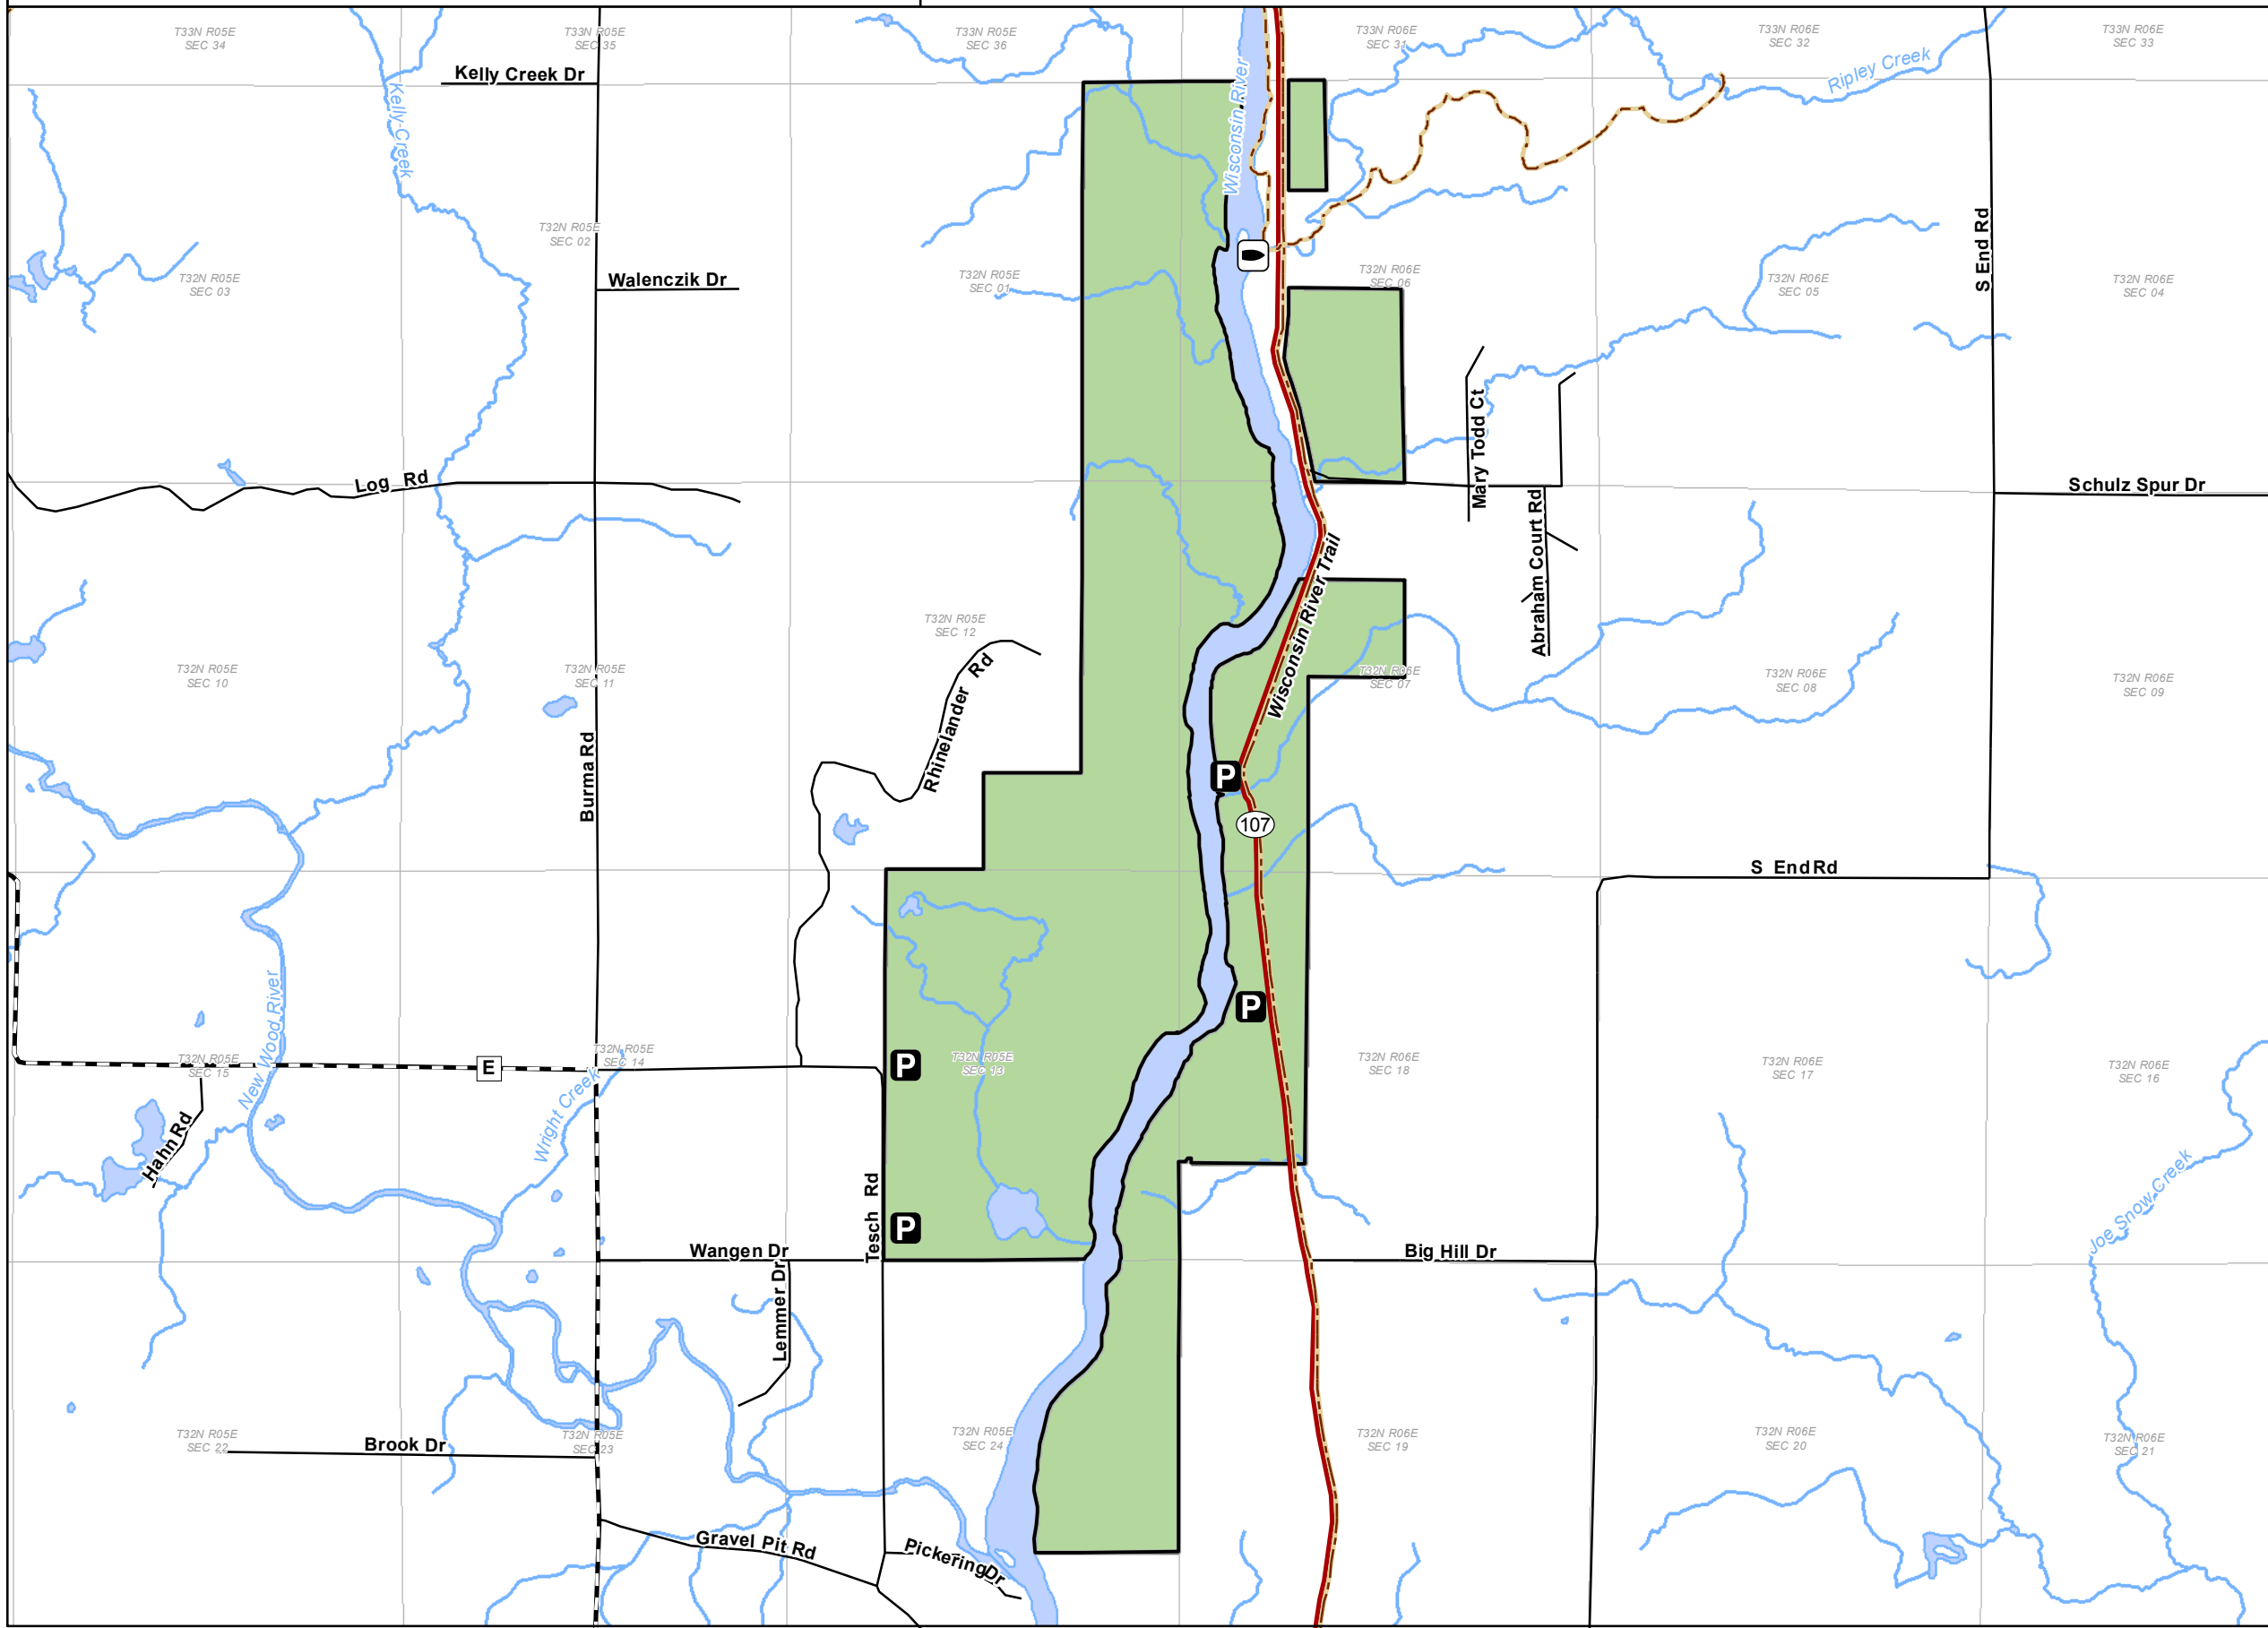 T33N R05E
SEC 34
T33N R05E
SEC 35
T33N R05E
SEC 36
T33N R06E
SEC 31
T33N R06E
SEC 32
T33N R06E
SEC 33
Kelly Creek Dr
Kelly Creek
Wisconsin River
Ripley Creek
T32N R05E
SEC 03
T32N R05E
SEC 02
Walenczik Dr
T32N R05E
SEC 01
T32N R06E
SEC 06
T32N R06E
SEC 05
S End Rd
T32N R06E
SEC 04
Log Rd
Mary Todd Ct
Schulz Spur Dr
Abraham Court Rd
Wisconsin River Trail
T32N R05E
SEC 10
T32N R05E
SEC 11
T32N R05E
SEC 12
T32N R06E
SEC 07
T32N R06E
SEC 08
T32N R06E
SEC 09
Rhinelander Rd
Burma Rd
P
107
S End Rd
New Wood River
P
T32N R05E
SEC 15
E
T32N R05E
SEC 14
P
T32N R05E
SEC 13
T32N R06E
SEC 18
T32N R06E
SEC 17
T32N R06E
SEC 16
Wright Creek
Hahn Rd
Tesch Rd
P
Joe Snow Creek
Wangen Dr
Big Hill Dr
Lemmer Dr
T32N R05E
SEC 22
Brook Dr
T32N R05E
SEC 23
T32N R05E
SEC 24
T32N R06E
SEC 19
T32N R06E
SEC 20
T32N R06E
SEC 21
Gravel Pit Rd
Pickering Dr